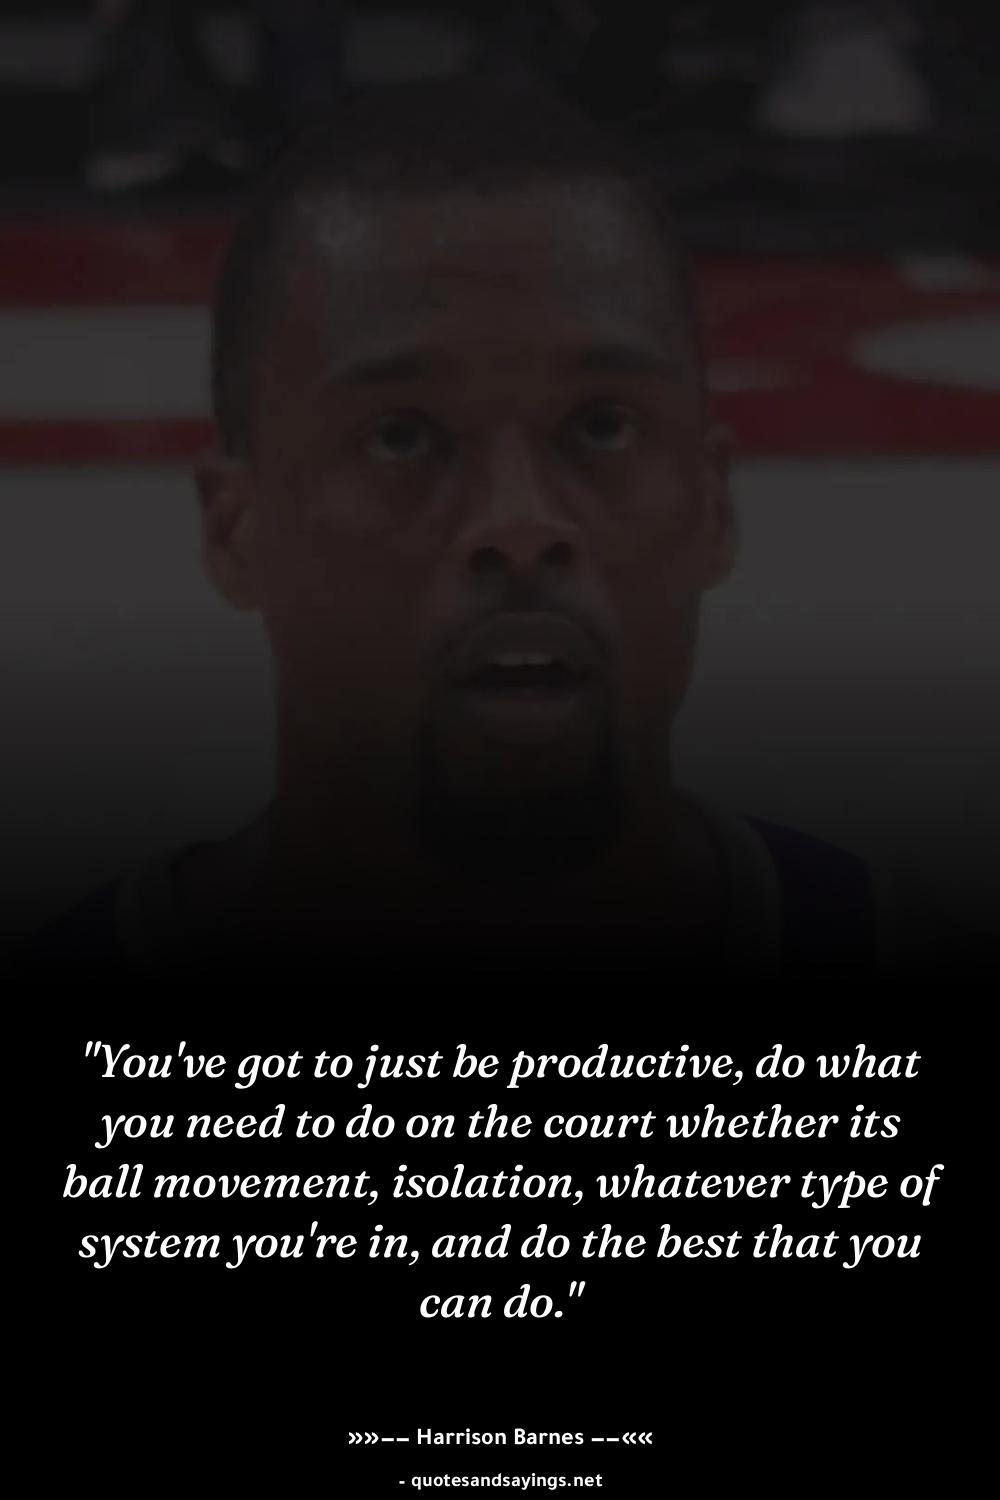 "You've got to just be productive, do what
you need to do on the court whether its
ball movement, isolation, whatever type of
system you're in, and do the best that you
can do."
»»−− Harrison Barnes −−««
- quotesandsayings.net